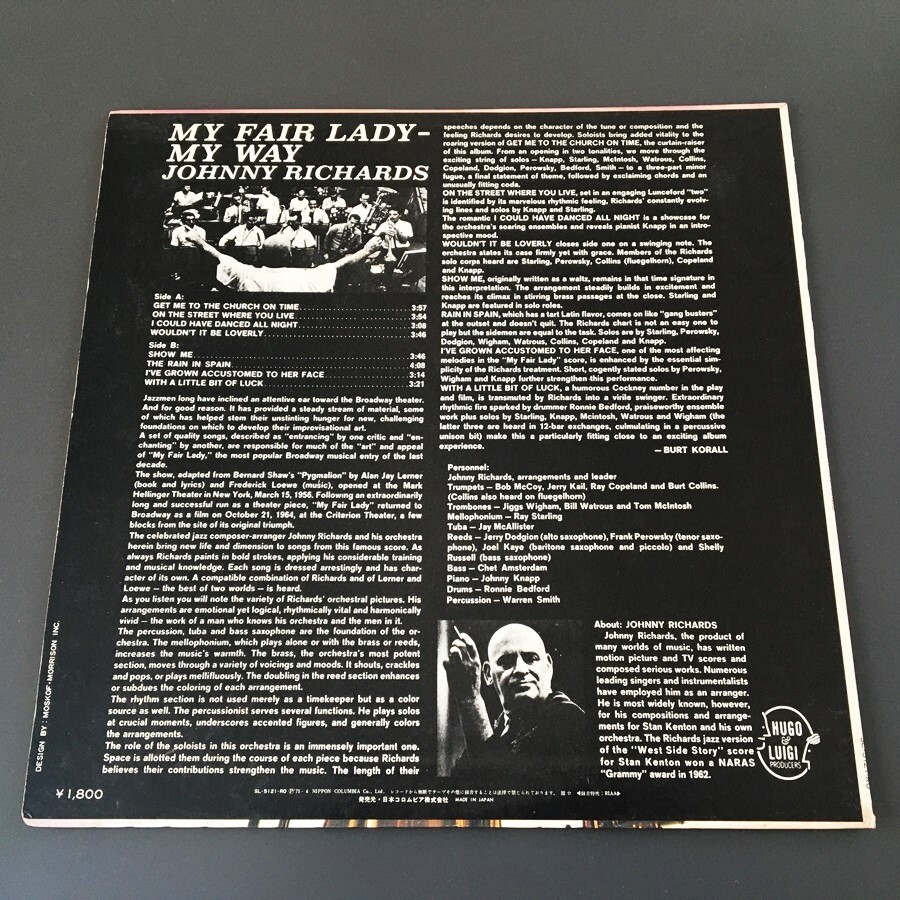 MY FAIR LADY–
MY WAY
JOHNNY RICHARDS
Side A:
GET ME TO THE CHURCH ON TIME 3:57
ON THE STREET WHERE YOU LIVE 3:54
I COULD HAVE DANCED ALL NIGHT 3:08
WOULDN'T IT BE LOVERLY 3:46
Side B:
SHOW ME 3:46
THE RAIN IN SPAIN 4:08
I'VE GROWN ACCUSTOMED TO HER FACE 3:14
WITH A LITTLE BIT OF LUCK 3:21
Jazzmen long have inclined an attentive ear toward the Broadway theater.
And for good reason. It has provided a steady stream of material, some
of which has helped stem their unstinting hunger for new, challenging
foundations on which to develop their improvisational art.
A set of quality songs, described as "entrancing" by one critic and "en-
chanting" by another, are responsible for much of the "art" and appeal
of "My Fair Lady," the most popular Broadway musical entry of the last
decade.
The show, adapted from Bernard Shaw's "Pygmalion" by Alan Jay Lerner
(book and lyrics) and Frederick Loewe (music), opened at the Mark
Hellinger Theater in New York, March 15, 1956. Following an extraordinarily
long and successful run as a theater piece, "My Fair Lady" returned to
Broadway as a film on October 21, 1964, at the Criterion Theater, a few
blocks from the site of its original triumph.
The celebrated jazz composer-arranger Johnny Richards and his orchestra
herein bring new life and dimension to songs from this famous score. As
always Richards paints in bold strokes, applying his considerable training
and musical knowledge. Each song is dressed arrestingly and has char-
acter of its own. A compatible combination of Richards and of Lerner and
Loewe – the best of two worlds – is heard.
As you listen you will note the variety of Richards' orchestral pictures. His
arrangements are emotional yet logical, rhythmically vital and harmonically
vivid – the work of a man who knows his orchestra and the men in it.
The percussion, tuba and bass saxophone are the foundation of the or-
chestra. The mellophonium, which plays alone or with the brass or reeds,
increases the music's warmth. The brass, the orchestra's most potent
section, moves through a variety of voicings and moods. It shouts, crackles
and pops, or plays mellifluously. The doubling in the reed section enhances
or subdues the coloring of each arrangement.
The rhythm section is not used merely as a timekeeper but as a color
source as well. The percussionist serves several functions. He plays solos
at crucial moments, underscores accented figures, and generally colors
the arrangements.
The role of the soloists in this orchestra is an immensely important one.
Space is allotted them during the course of each piece because Richards
believes their contributions strengthen the music. The length of their
speeches depends on the character of the tune or composition and the
feeling Richards desires to develop. Soloists bring added vitality to the
roaring version of GET ME TO THE CHURCH ON TIME, the curtain-raiser
of this album. From an opening in two tonalities, we move through the
exciting string of solos – Knapp, Starling, McIntosh, Watrous, Collins,
Copeland, Dodgion, Perowsky, Bedford, Smith – to a three-part minor
fugue, a final statement of theme, followed by exclaiming chords and an
unusually fitting coda.
ON THE STREET WHERE YOU LIVE, set in an engaging Lunceford "two"
is identified by its marvelous rhythmic feeling, Richards' constantly evolv-
ing lines and solos by Knapp and Starling.
The romantic I COULD HAVE DANCED ALL NIGHT is a showcase for
the orchestra's soaring ensembles and reveals pianist Knapp in an intro-
spective mood.
WOULDN'T IT BE LOVERLY closes side one on a swinging note. The
orchestra states its case firmly yet with grace. Members of the Richards
solo corps heard are Starling, Perowsky, Collins (fluegelhorn), Copeland
and Knapp.
SHOW ME, originally written as a waltz, remains in that time signature in
this interpretation. The arrangement steadily builds in excitement and
reaches its climax in stirring brass passages at the close. Starling and
Knapp are featured in solo roles.
RAIN IN SPAIN, which has a tart Latin flavor, comes on like "gang busters"
at the outset and doesn't quit. The Richards chart is not an easy one to
play but the sidemen are equal to the task. Solos are by Starling, Perowsky,
Dodgion, Wigham, Watrous, Collins, Copeland and Knapp.
I'VE GROWN ACCUSTOMED TO HER FACE, one of the most affecting
melodies in the "My Fair Lady" score, is enhanced by the essential sim-
plicity of the Richards treatment. Short, cogently stated solos by Perowsky,
Wigham and Knapp further strengthen this performance.
WITH A LITTLE BIT OF LUCK, a humorous Cockney number in the play
and film, is transmuted by Richards into a virile swinger. Extraordinary
rhythmic fire sparked by drummer Ronnie Bedford, praiseworthy ensemble
work plus solos by Starling, Knapp, Mcintosh, Watrous and Wigham (the
latter three are heard in 12-bar exchanges, culmulating in a percussive
unison bit) make this a particularly fitting close to an exciting album
experience.
– BURT KORALL
Personnel:
Johnny Richards, arrangements and leader
Trumpets – Bob McCoy, Jerry Kail, Ray Copeland and Burt Collins.
(Collins also heard on fluegelhorn)
Trombones – Jiggs Wigham, Bill Watrous and Tom McIntosh
Mellophonium – Ray Starling
Tuba – Jay McAllister
Reeds – Jerry Dodgion (alto saxophone), Frank Perowsky (tenor saxo-
phone), Joel Kaye (baritone saxophone and piccolo) and Shelly
Russell (bass saxophone)
Bass – Chet Amsterdam
Piano – Johnny Knapp
Drums – Ronnie Bedford
Percussion – Warren Smith
About: JOHNNY RICHARDS
Johnny Richards, the product of
many worlds of music, has written
motion picture and TV scores and
composed serious works. Numerous
leading singers and instrumentalists
have employed him as an arranger.
He is most widely known, however,
for his compositions and arrange-
ments for Stan Kenton and his own
orchestra. The Richards jazz version
of the "West Side Story" score
for Stan Kenton won a NARAS
"Grammy" award in 1962.
HUGO
&
LUIGI
PRODUCERS
DESIGN BY: MOSKOF-MORRISON INC.
¥1,800
SL-5121-RO Ⓟ75·4 NIPPON COLUMBIA Co., Ltd. レコードから無断でテープその他に録音することは法律で禁じられております。 録音特性:RIAA
発売元・日本コロムビア株式会社 MADE IN JAPAN